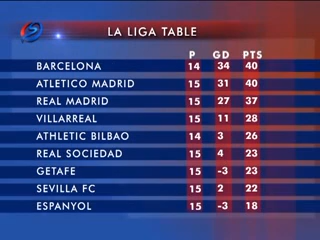 LA LIGA TABLE
P GD PTS
BARCELONA 14 34 40
ATLETICO MADRID 15 31 40
REAL MADRID 15 27 37
VILLARREAL 15 11 28
ATHLETIC BILBAO 14 3 26
REAL SOCIEDAD 15 4 23
GETAFE 15 -3 23
SEVILLA FC 15 2 22
ESPANYOL 15 -3 18